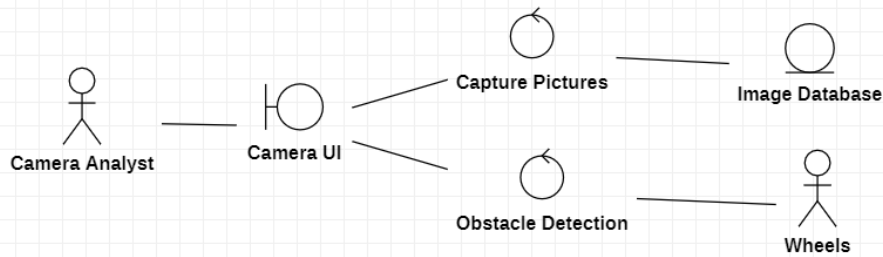 Capture Pictures
Image Database
Camera Analyst
Camera UI
Obstacle Detection
Wheels